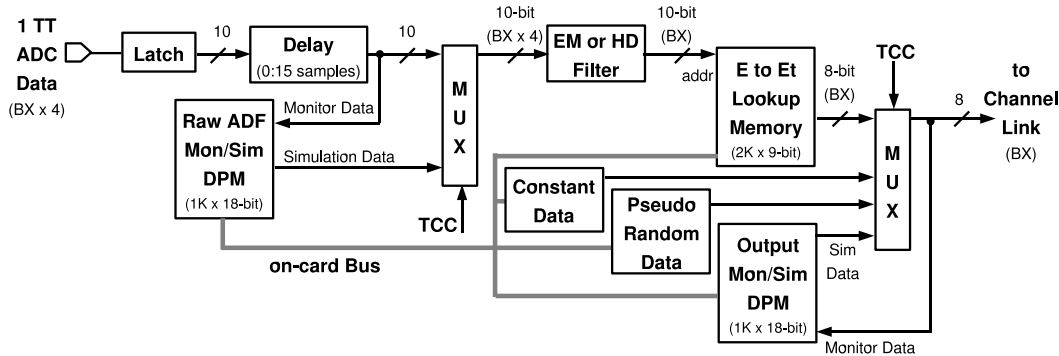 1 TT
ADC
Data
(BX x 4)
Latch
10
Delay
(0:15 samples)
10
Monitor Data
Raw ADF
Mon/Sim
DPM
(1K x 18-bit)
Simulation Data
MUX
TCC
10-bit
(BX x 4)
EM or HD
Filter
10-bit
(BX)
addr
E to Et
Lookup
Memory
(2K x 9-bit)
8-bit
(BX)
TCC
MUX
8
to
Channel
Link
(BX)
Constant
Data
Pseudo
Random
Data
on-card Bus
Output
Mon/Sim
DPM
(1K x 18-bit)
Sim
Data
Monitor Data